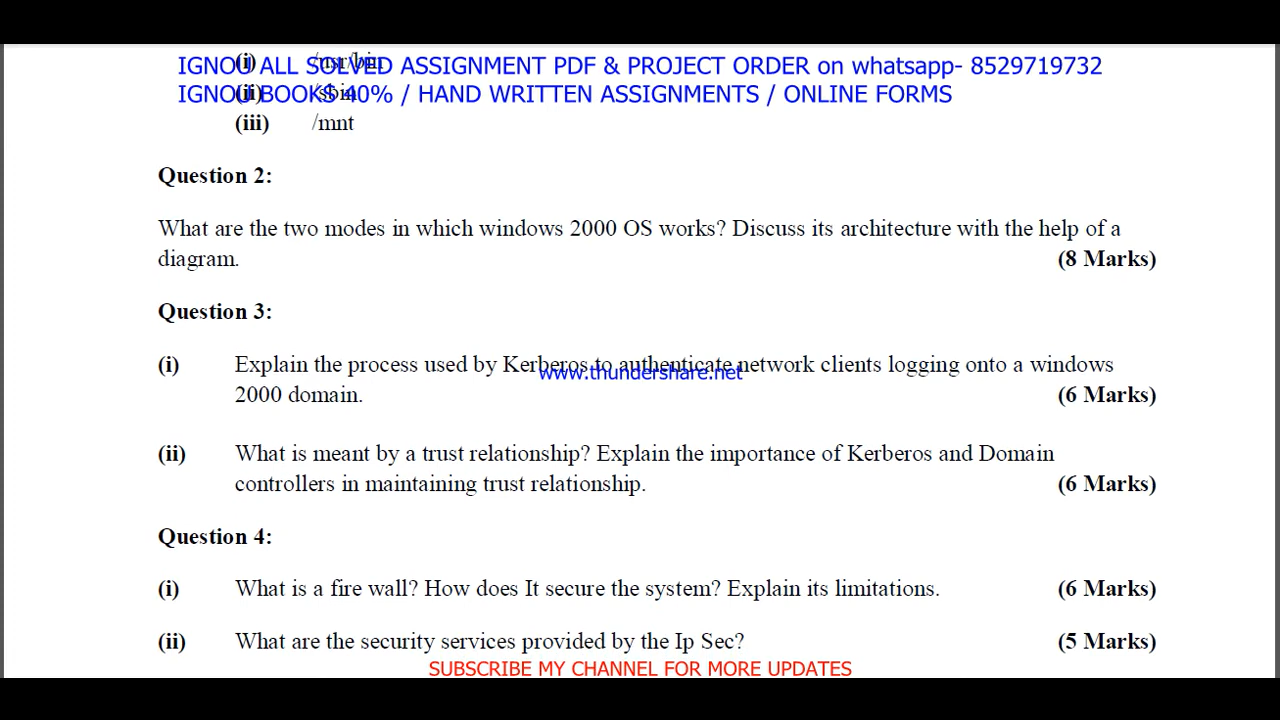 (i) /usr/bin
IGNOU ALL SOLVED ASSIGNMENT PDF & PROJECT ORDER on whatsapp- 8529719732
(ii) /sbin
IGNOU BOOKS 40% / HAND WRITTEN ASSIGNMENTS / ONLINE FORMS
(iii) /mnt
Question 2:
What are the two modes in which windows 2000 OS works? Discuss its architecture with the help of a
diagram. (8 Marks)
Question 3:
(i) Explain the process used by Kerberos to authenticate network clients logging onto a windows
www.thundershare.net
2000 domain. (6 Marks)
(ii) What is meant by a trust relationship? Explain the importance of Kerberos and Domain
controllers in maintaining trust relationship. (6 Marks)
Question 4:
(i) What is a fire wall? How does It secure the system? Explain its limitations. (6 Marks)
(ii) What are the security services provided by the Ip Sec? (5 Marks)
SUBSCRIBE MY CHANNEL FOR MORE UPDATES